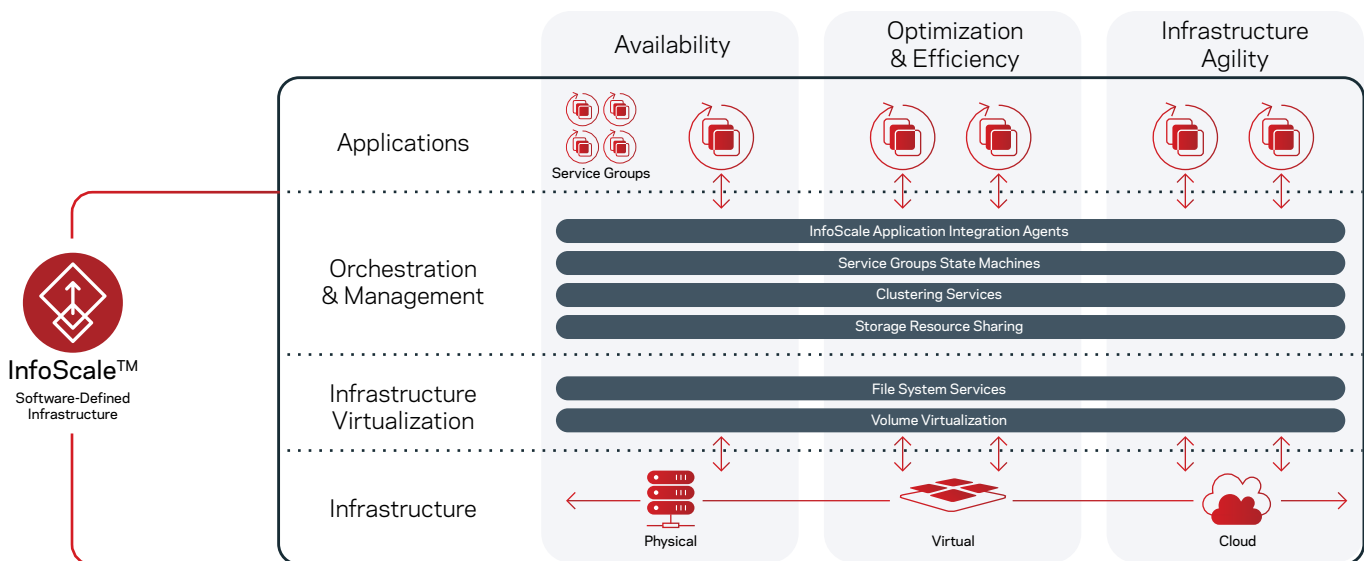 Availability
Optimization
& Efficiency
Infrastructure
Agility
Applications
Service Groups
InfoScale Application Integration Agents
Service Groups State Machines
Orchestration
& Management
Clustering Services
Storage Resource Sharing
InfoScale™
Software-Defined
Infrastructure
Infrastructure
Virtualization
File System Services
Volume Virtualization
Infrastructure
Physical
Virtual
Cloud